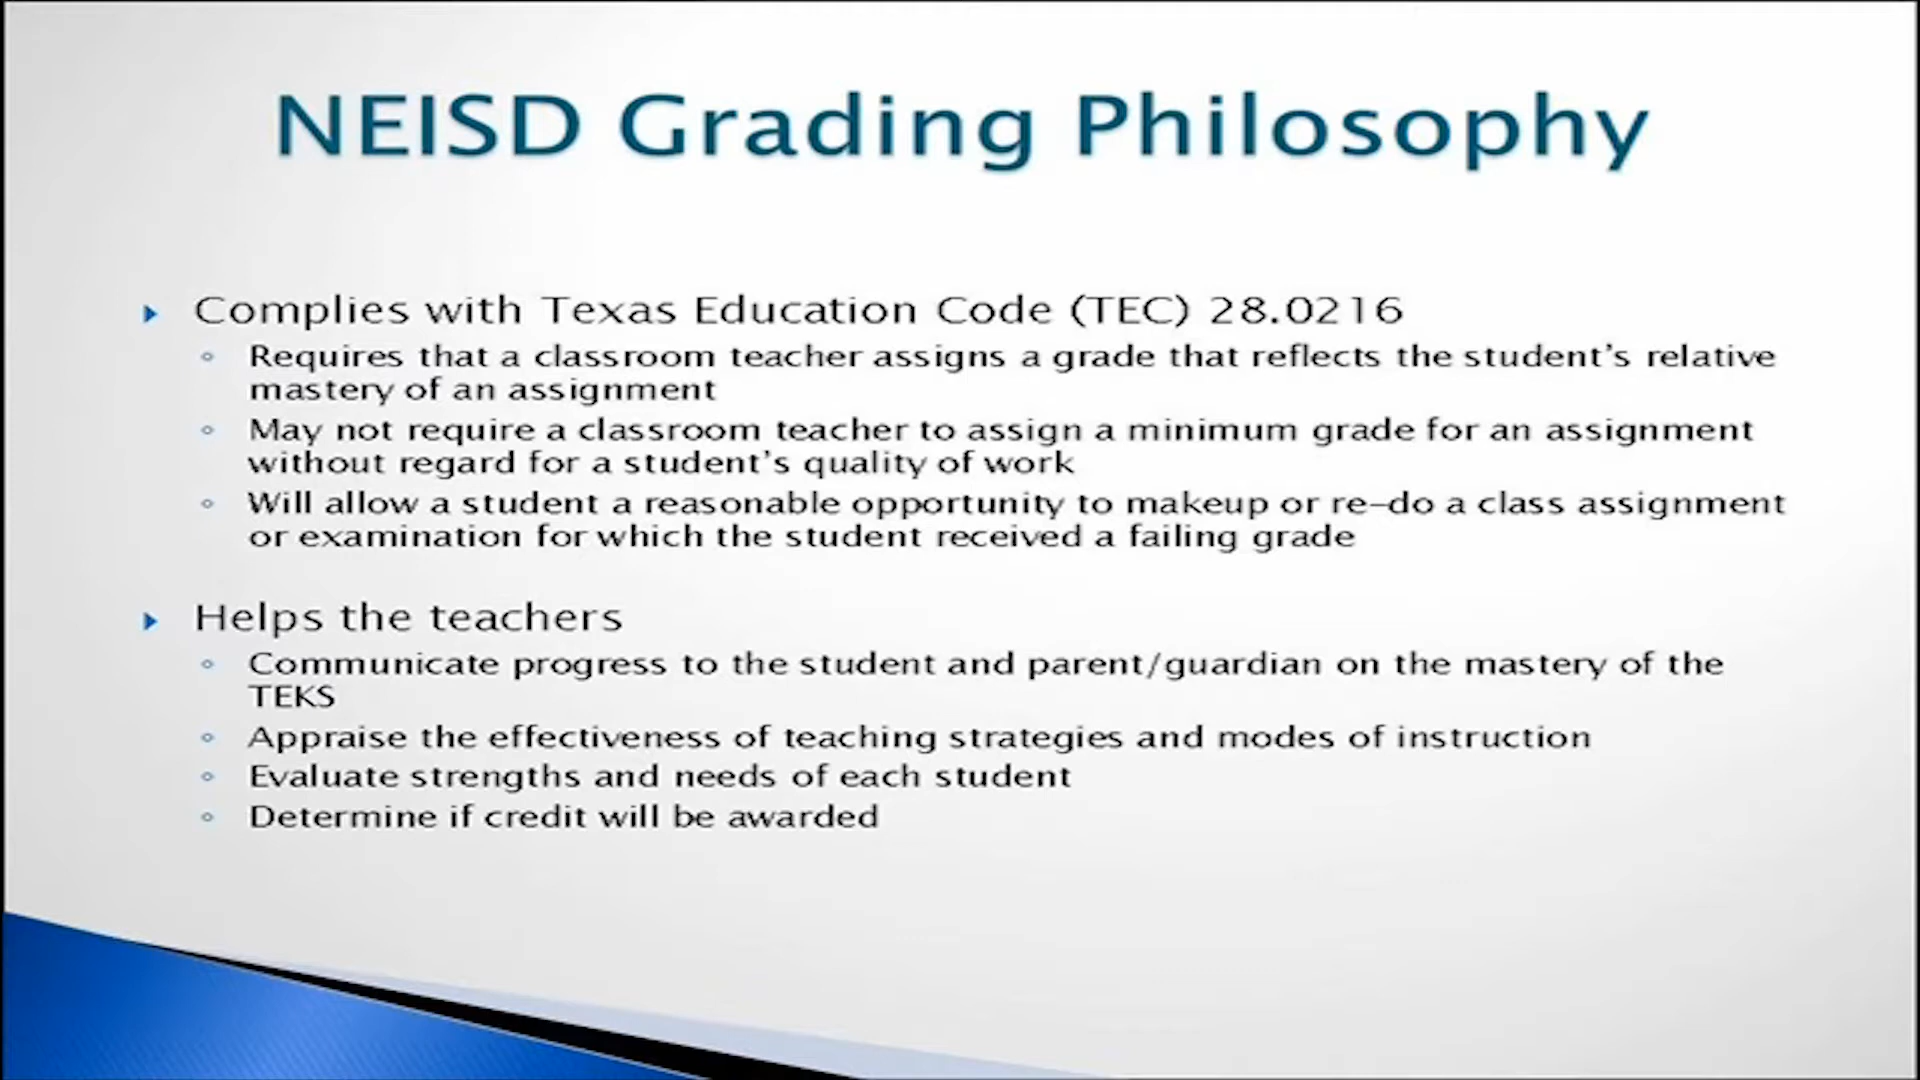 NEISD Grading Philosophy
Complies with Texas Education Code (TEC) 28.0216
Requires that a classroom teacher assigns a grade that reflects the student's relative
mastery of an assignment
May not require a classroom teacher to assign a minimum grade for an assignment
without regard for a student's quality of work
Will allow a student a reasonable opportunity to makeup or re-do a class assignment
or examination for which the student received a failing grade
Helps the teachers
Communicate progress to the student and parent/guardian on the mastery of the
TEKS
Appraise the effectiveness of teaching strategies and modes of instruction
Evaluate strengths and needs of each student
Determine if credit will be awarded